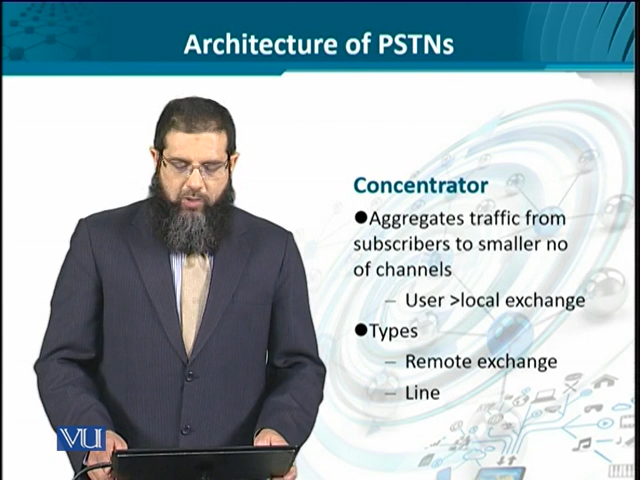 Architecture of PSTNs
Concentrator
●Aggregates traffic from
subscribers to smaller no
of channels
– User >local exchange
●Types
– Remote exchange
– Line
VU